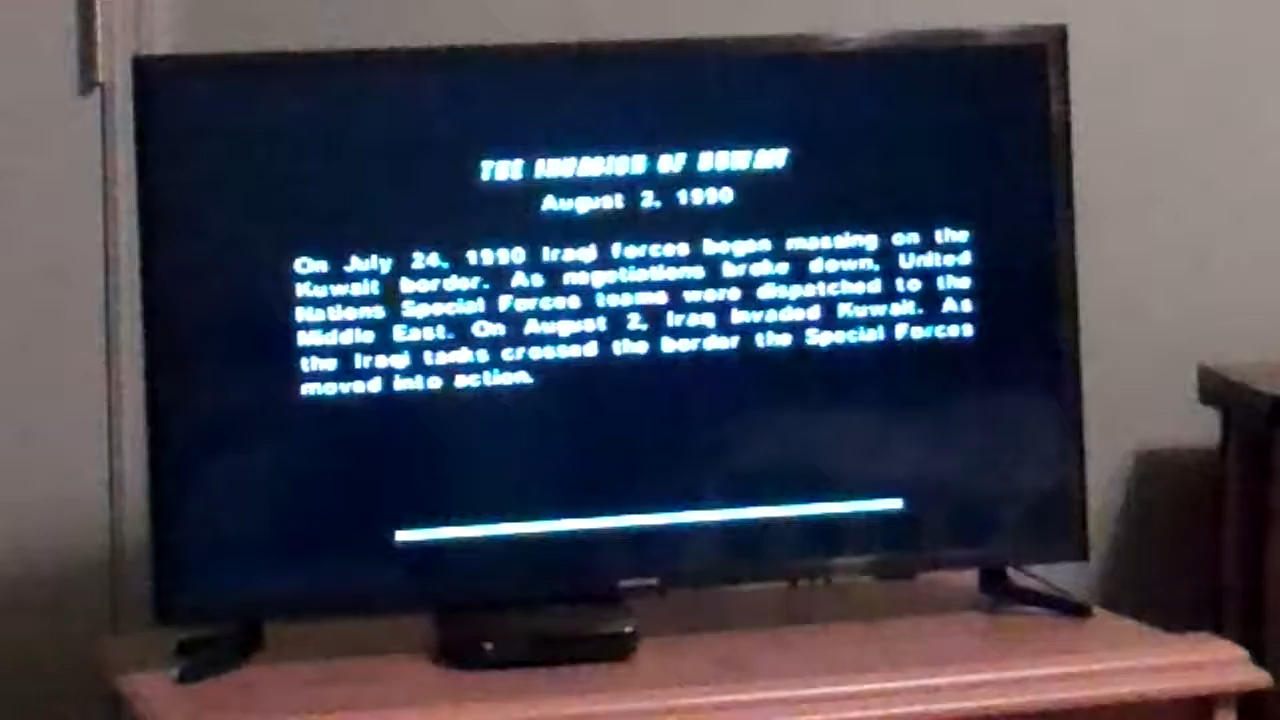 THE INVASION OF KUWAIT
August 2, 1990
On July 24, 1990 Iraqi forces began massing on the
Kuwait border. As negotiations broke down, United
Nations Special Forces teams were dispatched to the
Middle East. On August 2, Iraq invaded Kuwait. As
the Iraqi tanks crossed the border the Special Forces
moved into action.